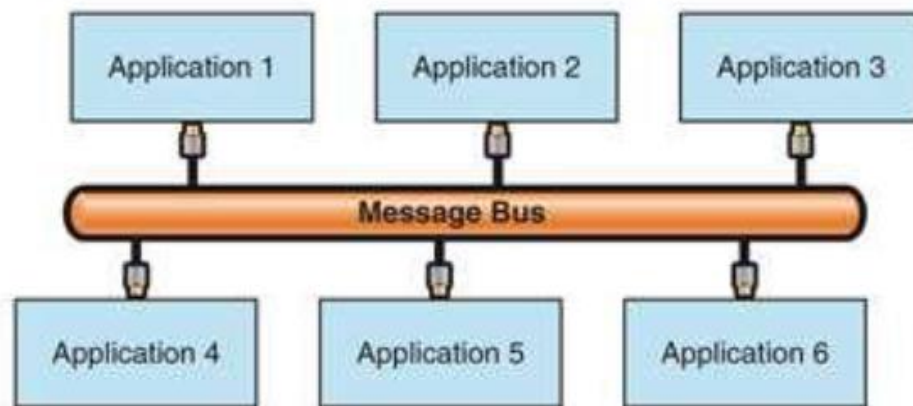 Application 1
Application 2
Application 3
Message Bus
Application 4
Application 5
Application 6